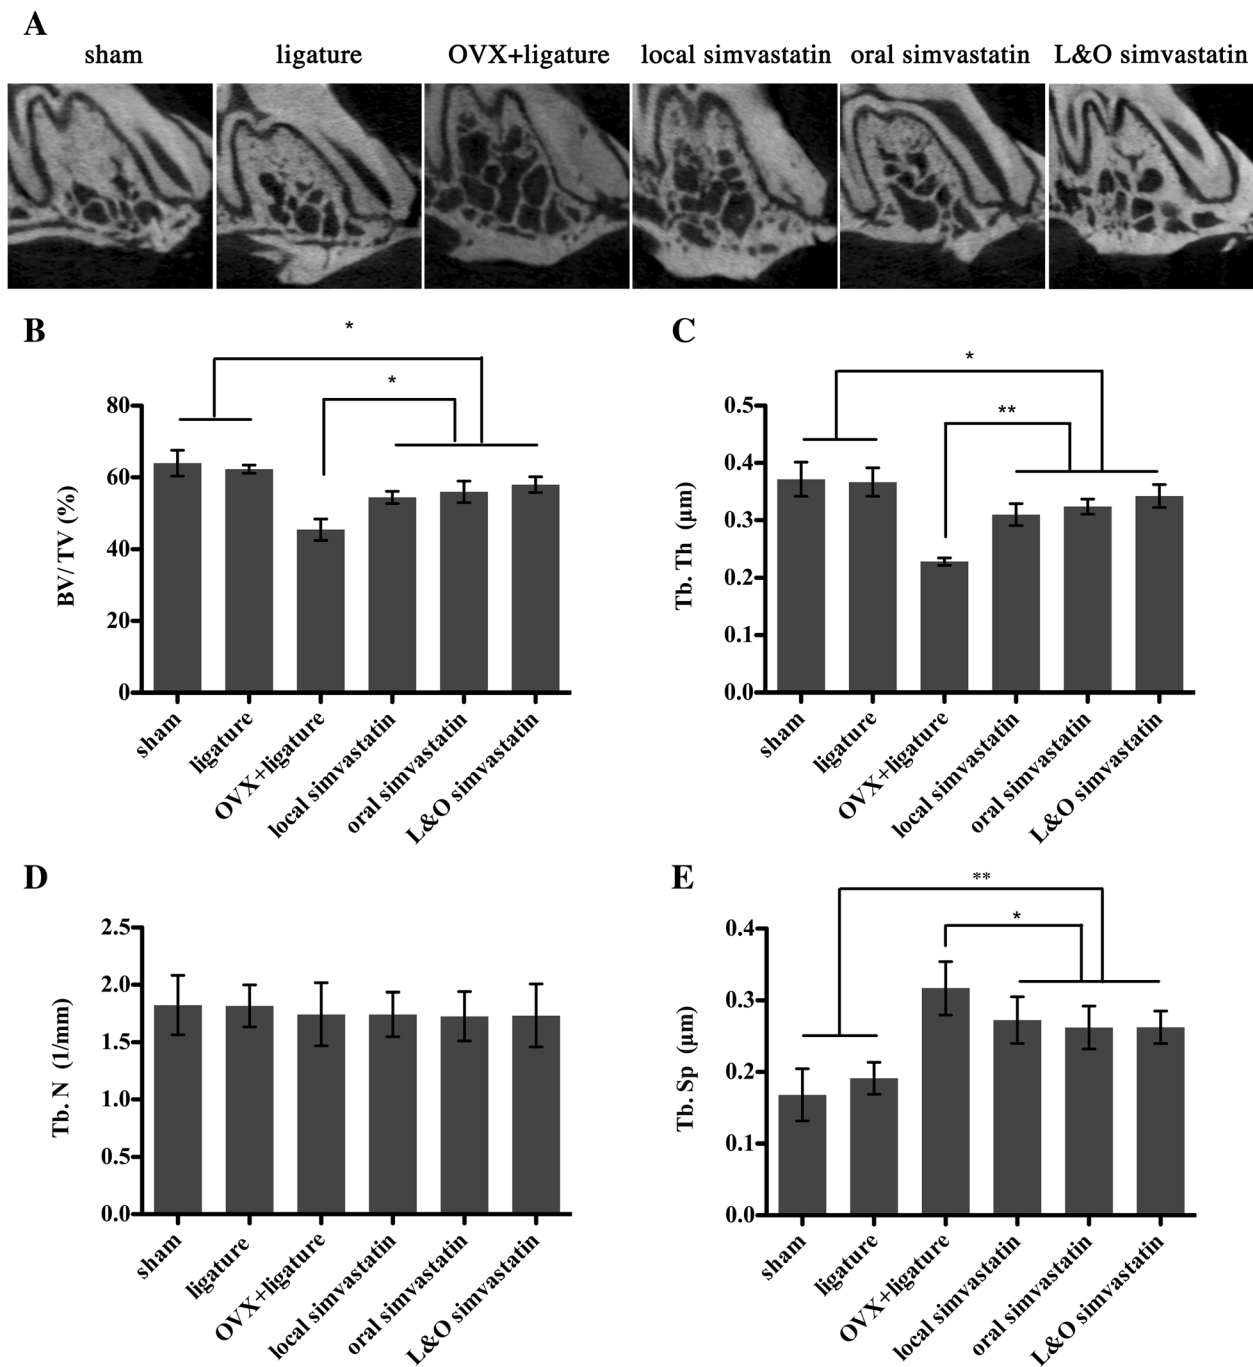 A
sham ligature OVX+ligature local simvastatin oral simvastatin L&O simvastatin
B
*
*
BV/ TV (%)
80
60
40
20
0
sham
ligature
OVX+ligature
local simvastatin
oral simvastatin
L&O simvastatin
C
*
**
Tb. Th (μm)
0.5
0.4
0.3
0.2
0.1
0.0
sham
ligature
OVX+ligature
local simvastatin
oral simvastatin
L&O simvastatin
D
Tb. N (1/mm)
2.5
2.0
1.5
1.0
0.5
0.0
sham
ligature
OVX+ligature
local simvastatin
oral simvastatin
L&O simvastatin
E
**
*
Tb. Sp (μm)
0.4
0.3
0.2
0.1
0.0
sham
ligature
OVX+ligature
local simvastatin
oral simvastatin
L&O simvastatin